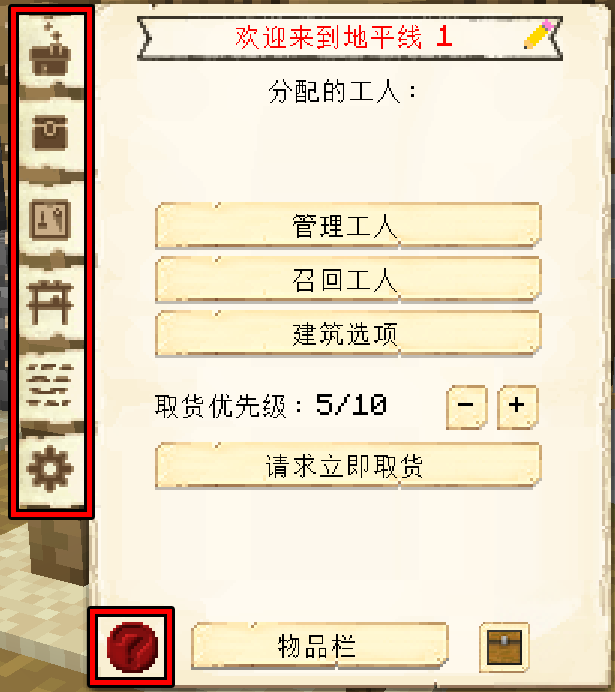 欢迎来到地平线 1
分配的工人：
管理工人
召回工人
建筑选项
取货优先级：5/10
- +
请求立即取货
?
物品栏